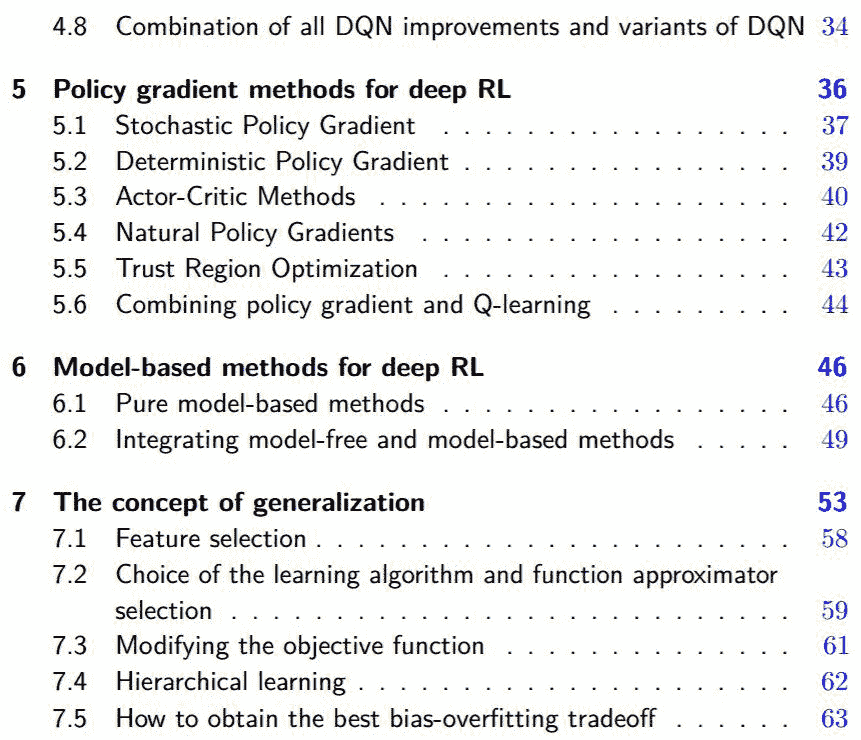 4.8 Combination of all DQN improvements and variants of DQN 34
5 Policy gradient methods for deep RL 36
5.1 Stochastic Policy Gradient . . . . . . . . . . . . . . . . . 37
5.2 Deterministic Policy Gradient . . . . . . . . . . . . . . . . 39
5.3 Actor-Critic Methods . . . . . . . . . . . . . . . . . . . . 40
5.4 Natural Policy Gradients . . . . . . . . . . . . . . . . . . 42
5.5 Trust Region Optimization . . . . . . . . . . . . . . . . . 43
5.6 Combining policy gradient and Q-learning . . . . . . . . . 44
6 Model-based methods for deep RL 46
6.1 Pure model-based methods . . . . . . . . . . . . . . . . . 46
6.2 Integrating model-free and model-based methods . . . . . 49
7 The concept of generalization 53
7.1 Feature selection . . . . . . . . . . . . . . . . . . . . . . . 58
7.2 Choice of the learning algorithm and function approximator
selection . . . . . . . . . . . . . . . . . . . . . . . . . . . 59
7.3 Modifying the objective function . . . . . . . . . . . . . . . 61
7.4 Hierarchical learning . . . . . . . . . . . . . . . . . . . . . 62
7.5 How to obtain the best bias-overfitting tradeoff . . . . . . 63